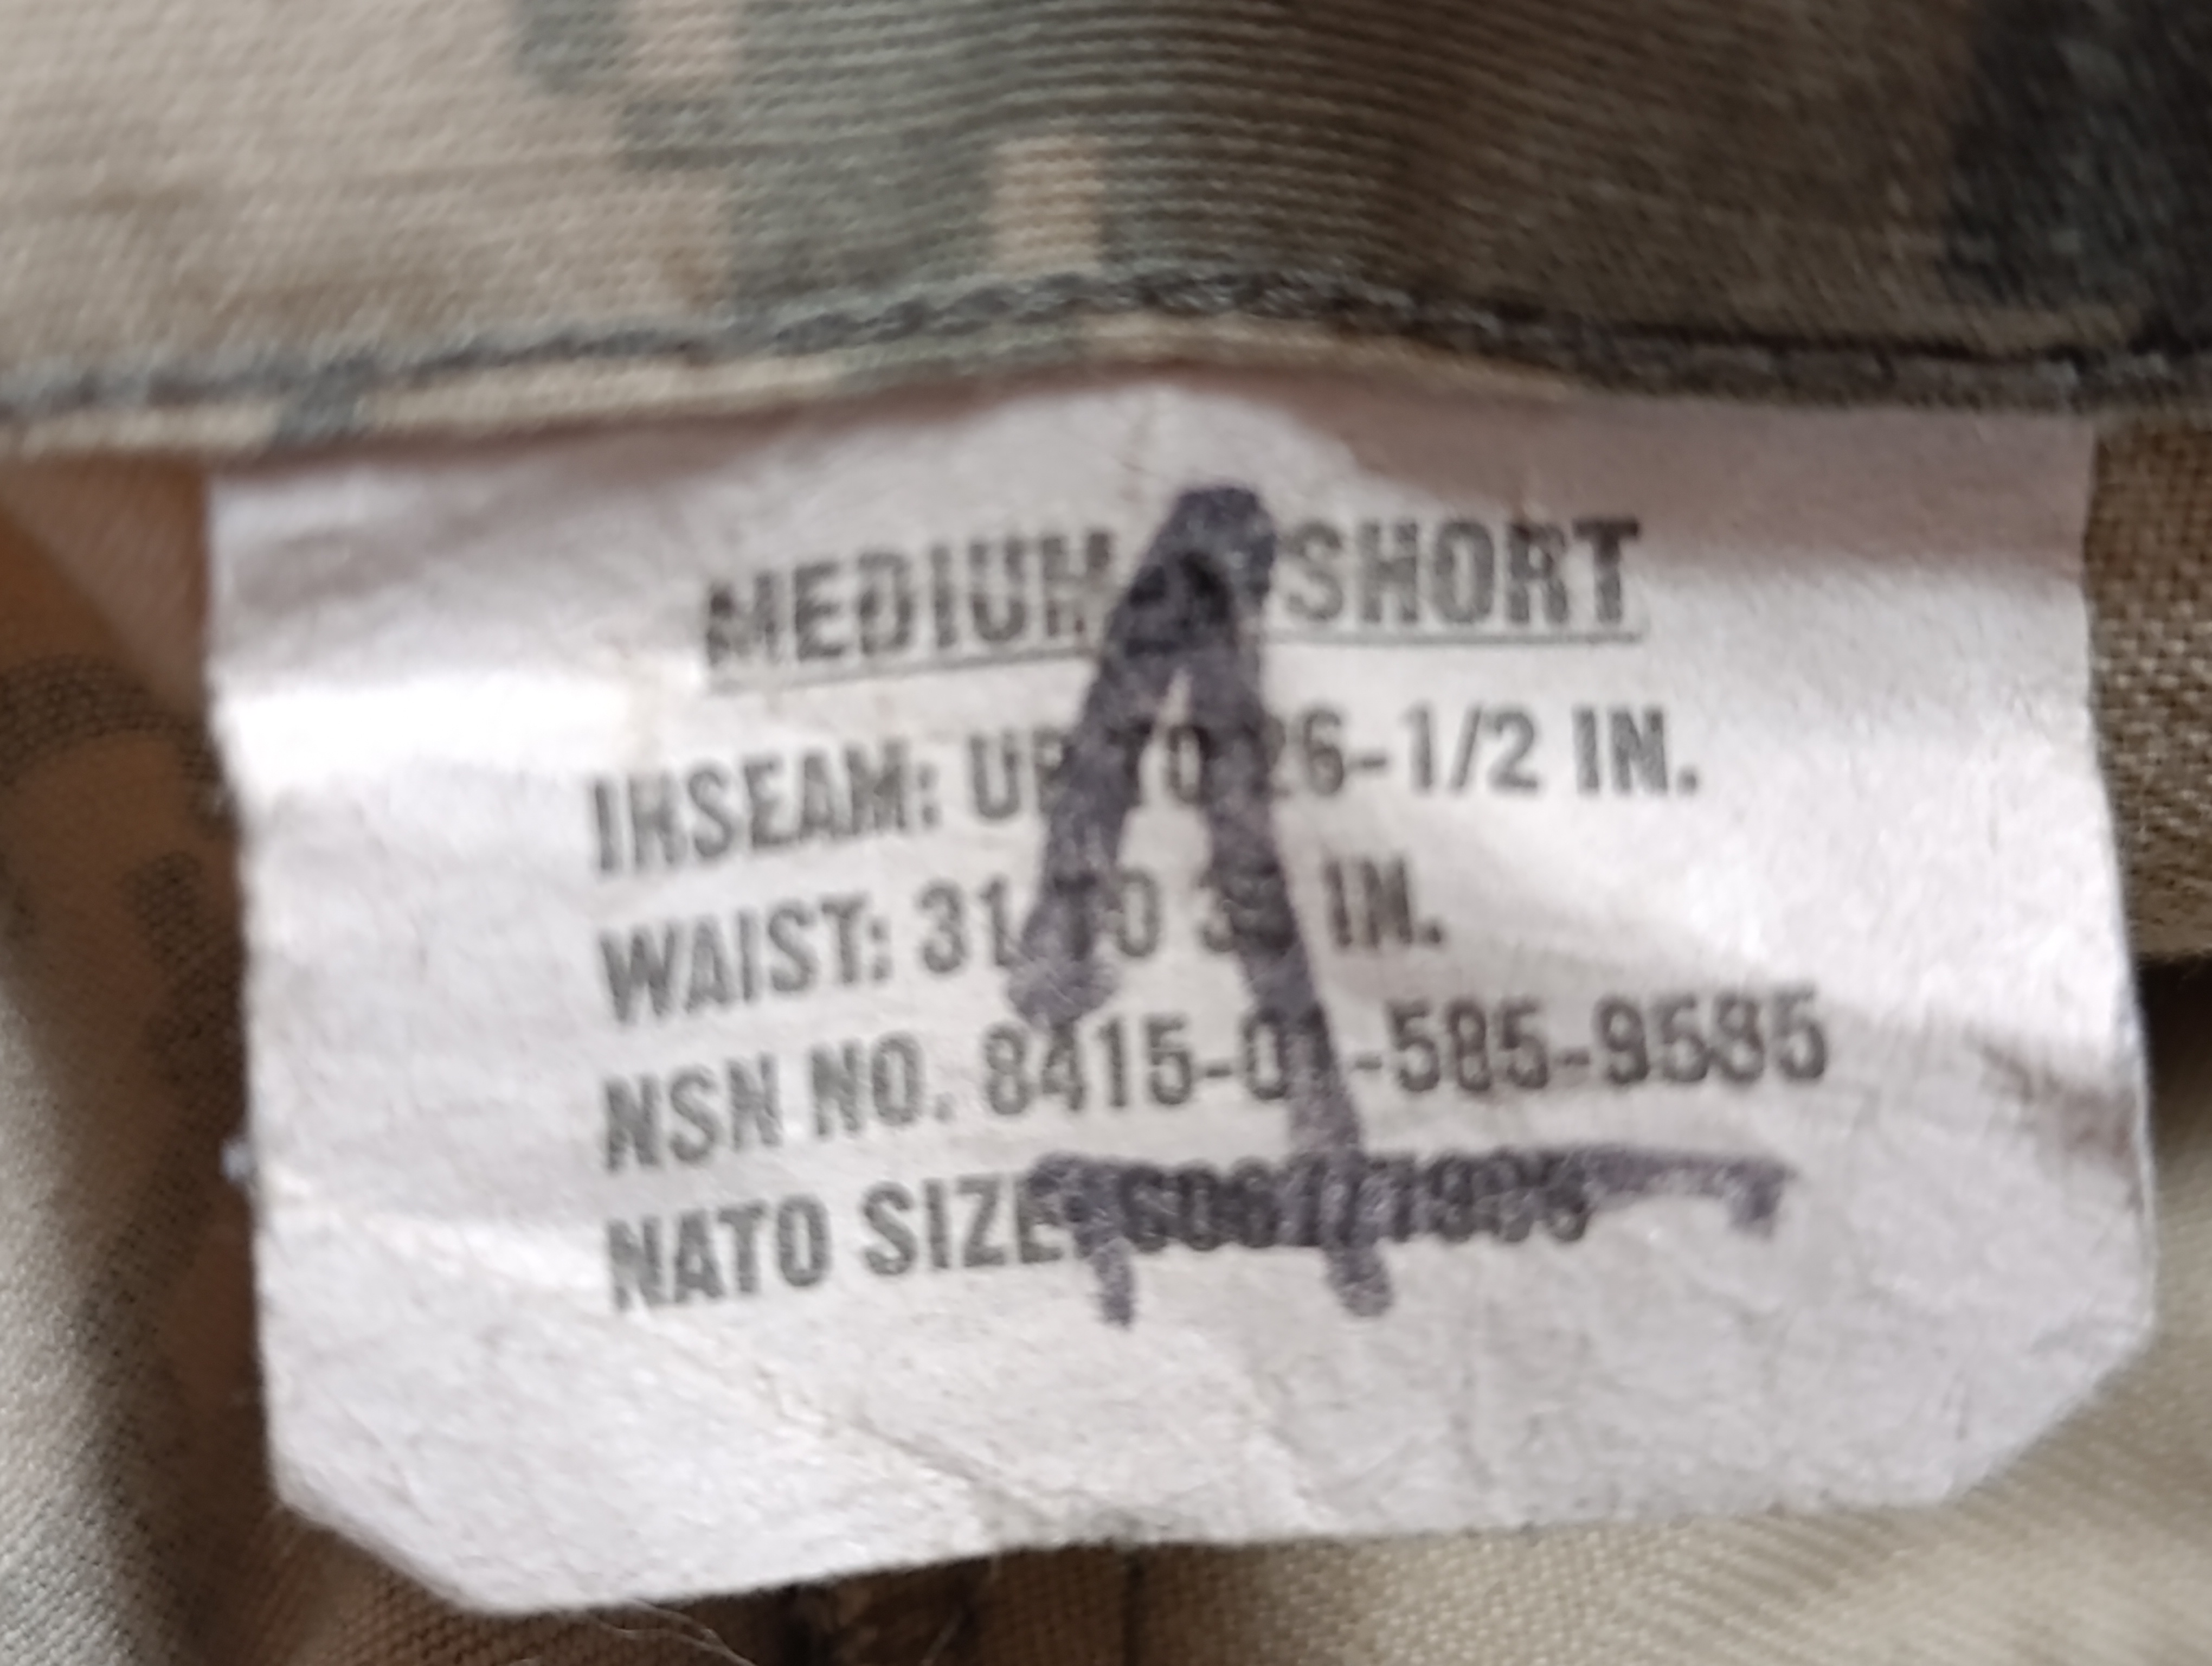 MEDIUM SHORT
INSEAM: UP TO 26-1/2 IN.
WAIST: 31 TO IN.
NSN NO. 8415-01-585-9585
NATO SIZE: